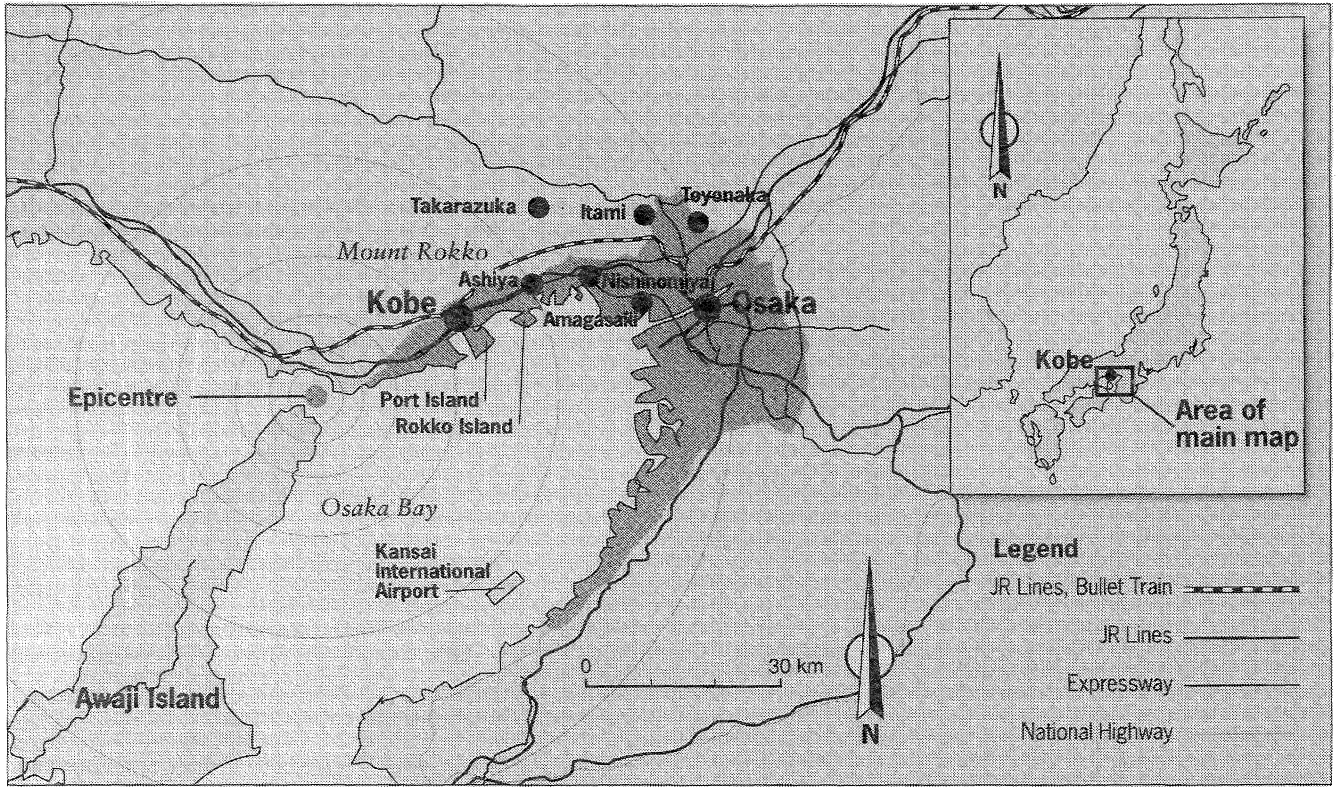 Takarazuka
Itami
Toyonaka
Mount Rokko
Ashiya
Nishinomiya
Kobe
Amagasaki
Osaka
Epicentre
Port Island
Rokko Island
Osaka Bay
Kansai
International
Airport
Awaji Island
0
30 km
N
N
Kobe
Area of
main map
Legend
JR Lines, Bullet Train
JR Lines
Expressway
National Highway